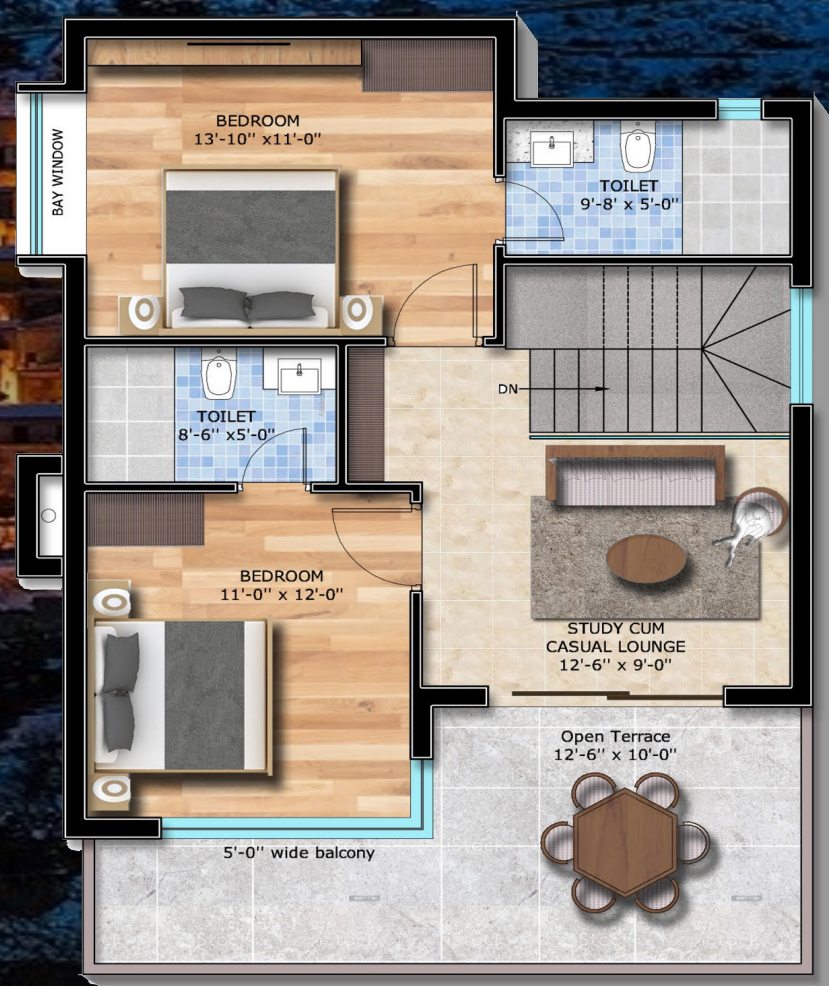 BEDROOM
13'-10'' x11'-0''
BAY WINDOW
TOILET
9'-8' x 5'-0''
DN
TOILET
8'-6'' x5'-0''
BEDROOM
11'-0'' x 12'-0''
STUDY CUM
CASUAL LOUNGE
12'-6'' x 9'-0''
Open Terrace
12'-6'' x 10'-0''
5'-0'' wide balcony